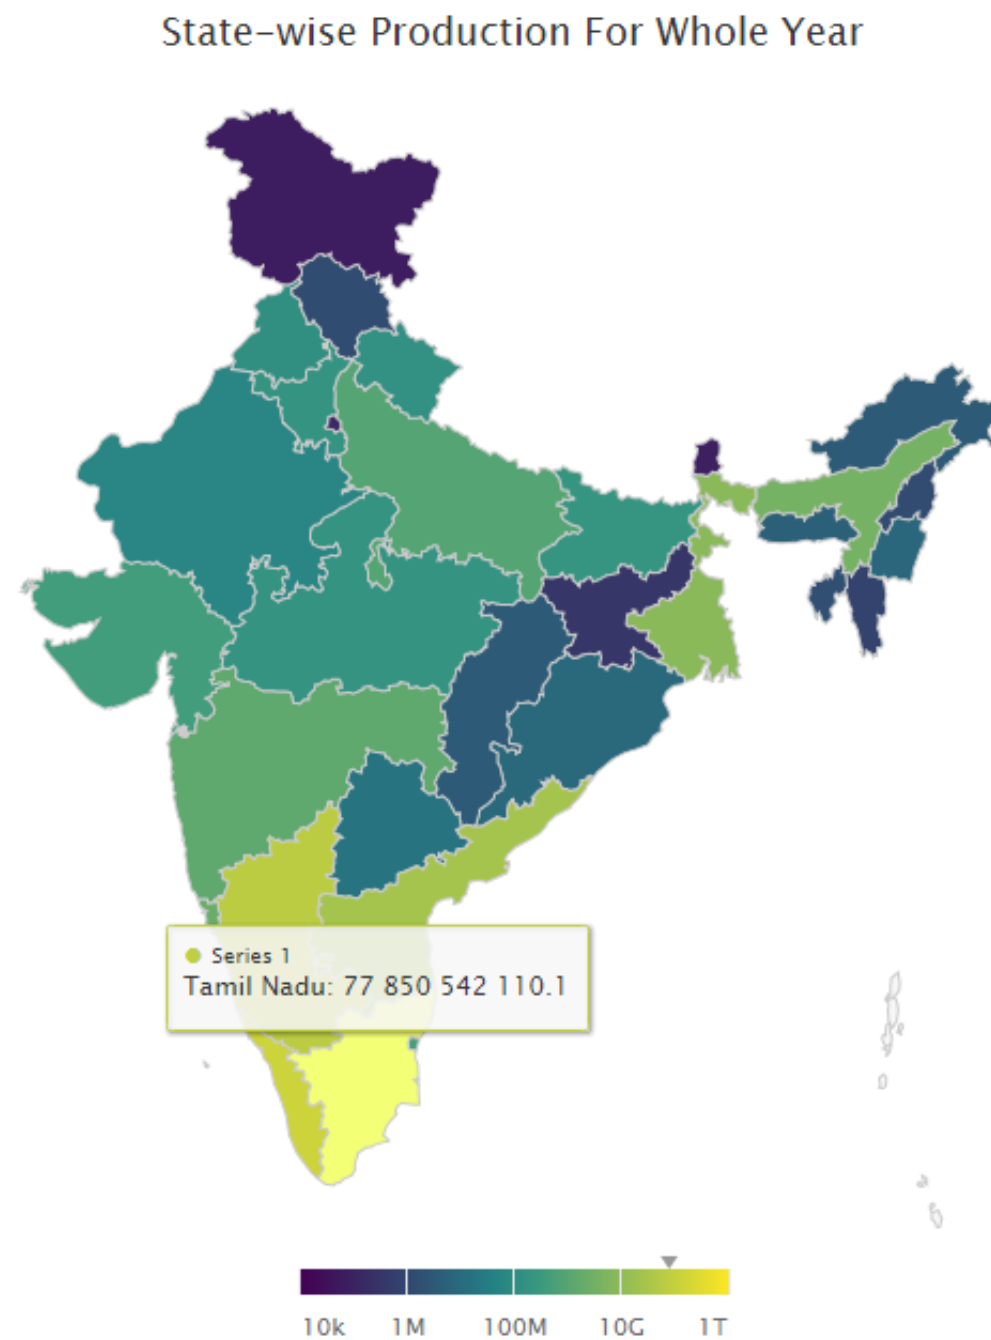 State-wise Production For Whole Year
Series 1
Tamil Nadu: 77 850 542 110.1
10k 1M 100M 10G 1T